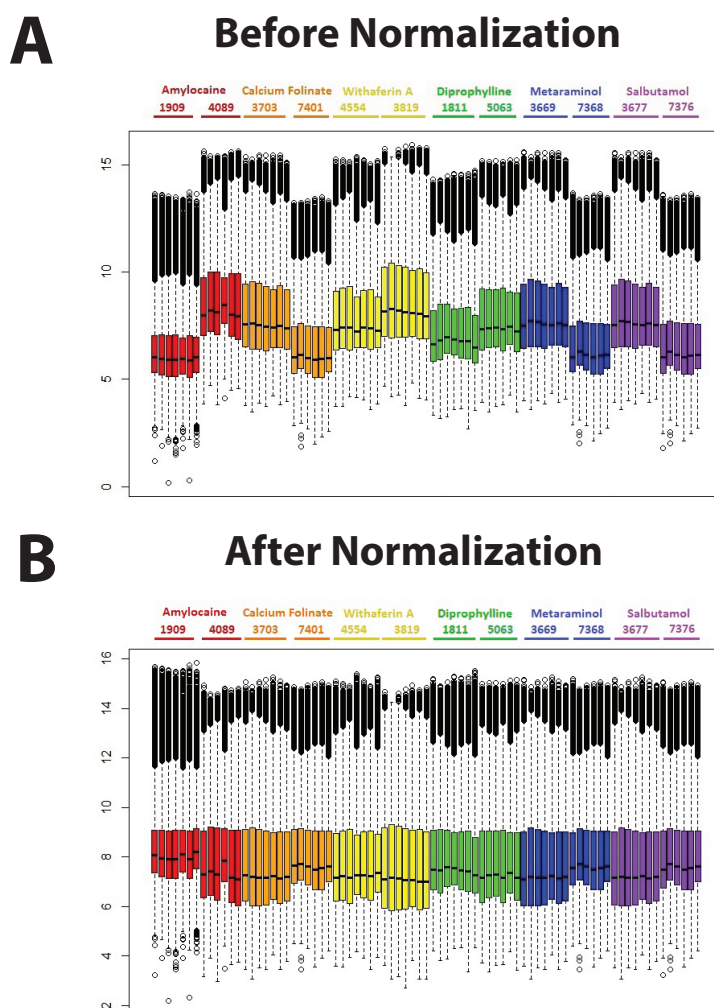 A
Before Normalization
Amylocaine Calcium Folinate Withaferin A Diprophylline Metaraminol Salbutamol
1909 4089 3703 7401 4554 3819 1811 5063 3669 7368 3677 7376
15
10
5
0
B
After Normalization
Amylocaine Calcium Folinate Withaferin A Diprophylline Metaraminol Salbutamol
1909 4089 3703 7401 4554 3819 1811 5063 3669 7368 3677 7376
16
14
12
10
8
6
4
2